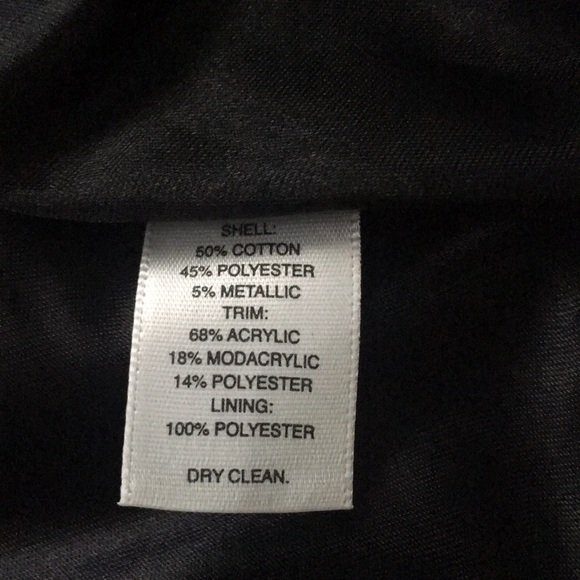 SHELL:
50% COTTON
45% POLYESTER
5% METALLIC
TRIM:
68% ACRYLIC
18% MODACRYLIC
14% POLYESTER
LINING:
100% POLYESTER
DRY CLEAN.